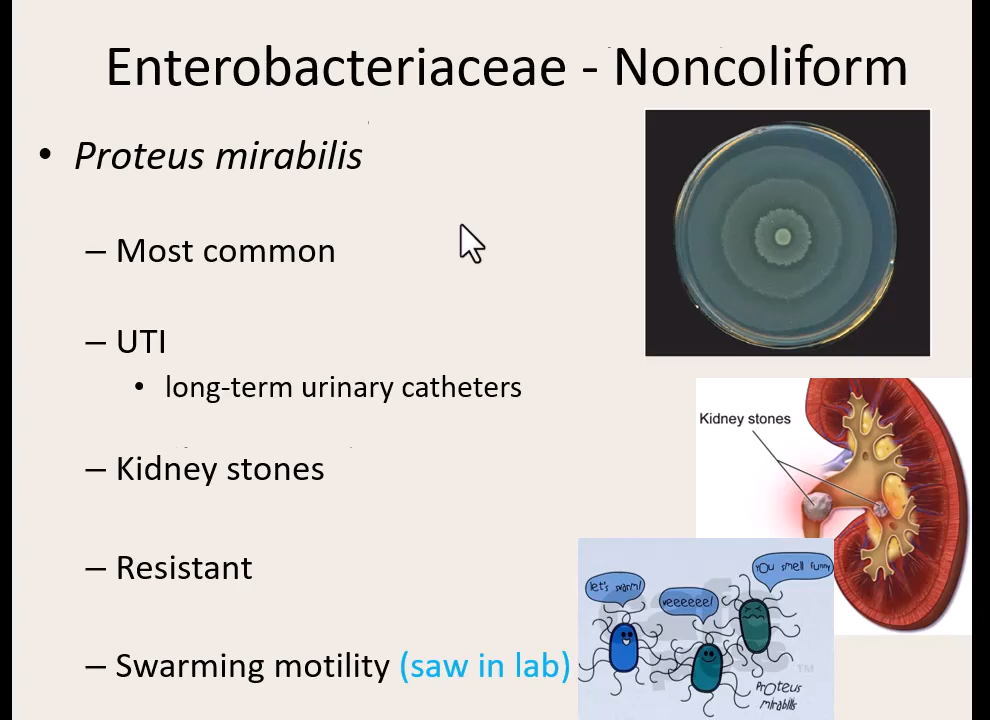 Enterobacteriaceae - Noncoliform
• Proteus mirabilis
– Most common
– UTI
• long-term urinary catheters
– Kidney stones
– Resistant
– Swarming motility (saw in lab)
Kidney stones
let's swarm!
weeeeee!
You smell funny
Proteus
mirabilis
TM